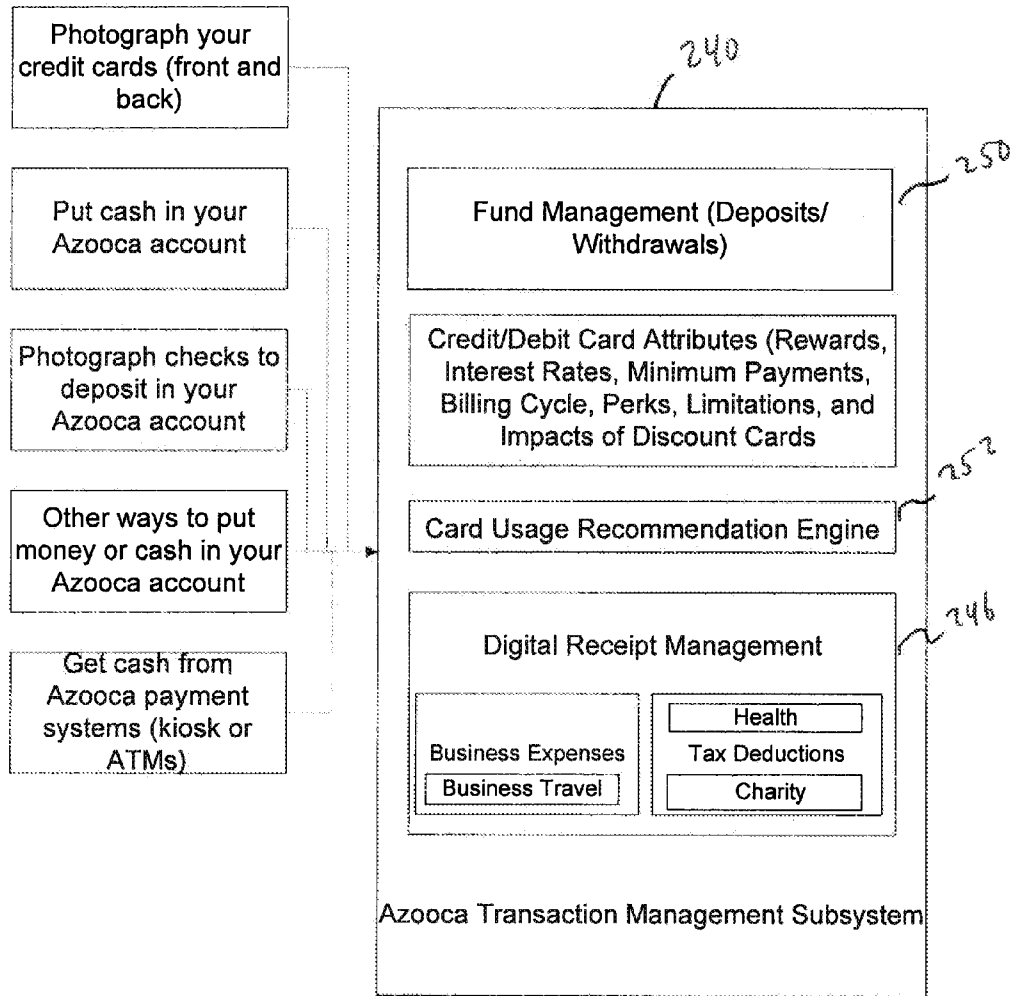 Photograph your
credit cards (front and
back)
Put cash in your
Azooca account
Photograph checks to
deposit in your
Azooca account
Other ways to put
money or cash in your
Azooca account
Get cash from
Azooca payment
systems (kiosk or
ATMs)
240
250
Fund Management (Deposits/
Withdrawals)
Credit/Debit Card Attributes (Rewards,
Interest Rates, Minimum Payments,
Billing Cycle, Perks, Limitations, and
Impacts of Discount Cards
252
Card Usage Recommendation Engine
246
Digital Receipt Management
Business Expenses
Business Travel
Health
Tax Deductions
Charity
Azooca Transaction Management Subsystem